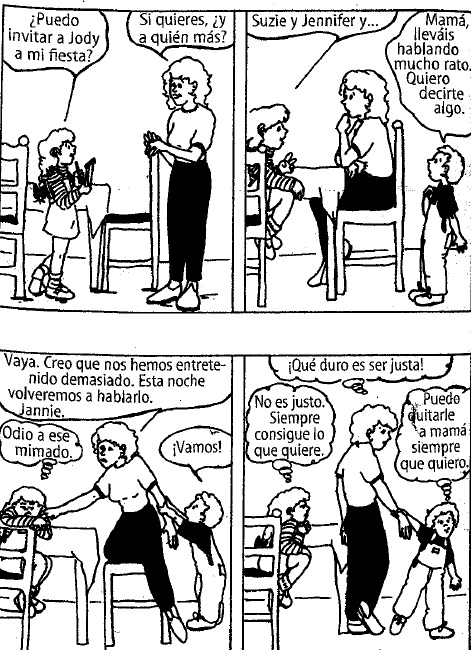 ¿Puedo
invitar a Jody
a mi fiesta?
Si quieres, ¿y
a quién más?
Suzie y Jennifer y...
Mamá,
lleváis
hablando
mucho rato.
Quiero
decirte
algo.
Vaya. Creo que nos hemos entrete-
nido demasiado. Esta noche
volveremos a hablarlo.
Jannie.
Odio a ese
mimado.
¡Vamos!
¡Qué duro es ser justa!
No es justo.
Siempre
consigue lo
que quiere.
Puedo
quitarle
a mamá
siempre
que quiero.